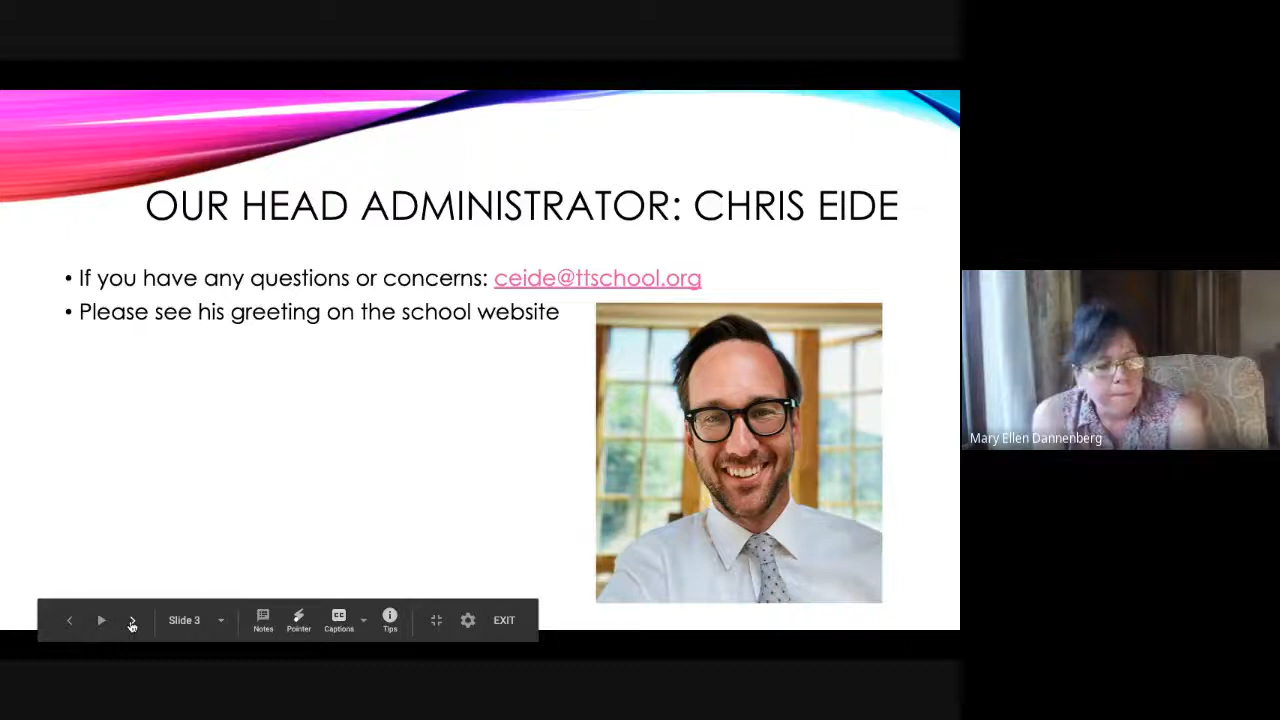 OUR HEAD ADMINISTRATOR: CHRIS EIDE
• If you have any questions or concerns: ceide@ttschool.org
• Please see his greeting on the school website
Mary Ellen Dannenberg
Slide 3
Notes
Pointer
CC
Captions
Tips
EXIT